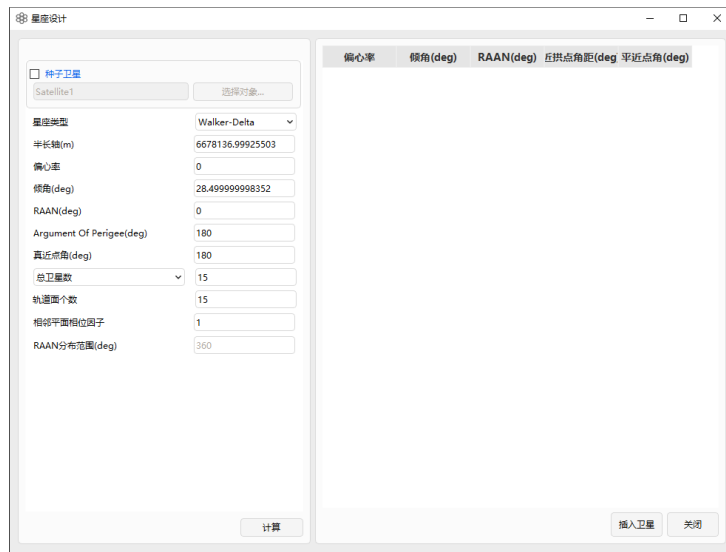 星座设计
种子卫星
Satellite1 选择对象...
星座类型 Walker-Delta
半长轴(m) 6678136.99925503
偏心率 0
倾角(deg) 28.499999998352
RAAN(deg) 0
Argument Of Perigee(deg) 180
真近点角(deg) 180
总卫星数 15
轨道面个数 15
相邻平面相位因子 1
RAAN分布范围(deg) 360
计算
偏心率 倾角(deg) RAAN(deg) 近拱点角距(deg 平近点角(deg)
插入卫星 关闭